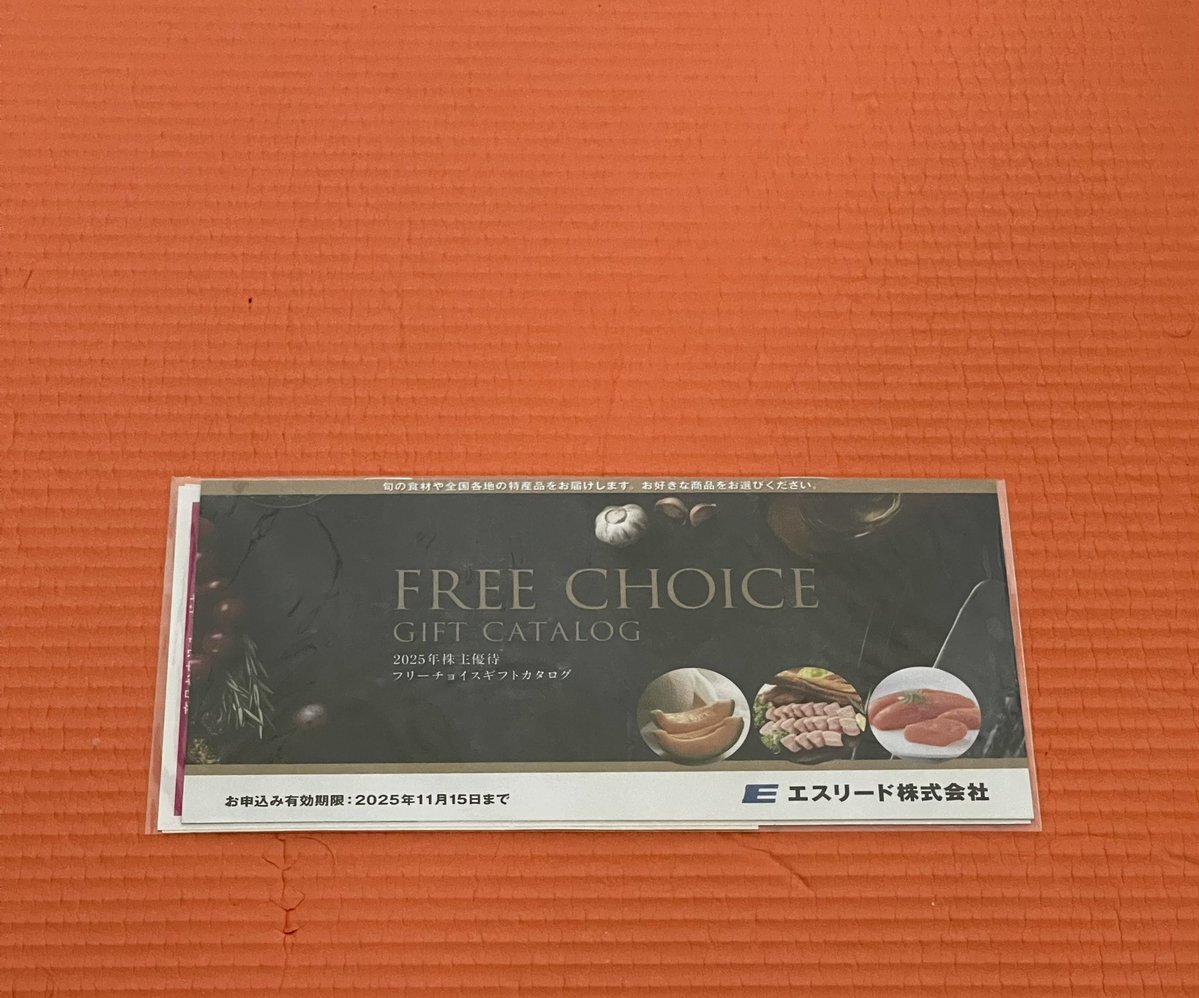 旬の食材や全国各地の特産品をお届けします。お好きな商品をお選びください。
FREE CHOICE
GIFT CATALOG
2025年株主優待
フリーチョイスギフトカタログ
お申込み有効期限:2025年11月15日まで
エスリード株式会社